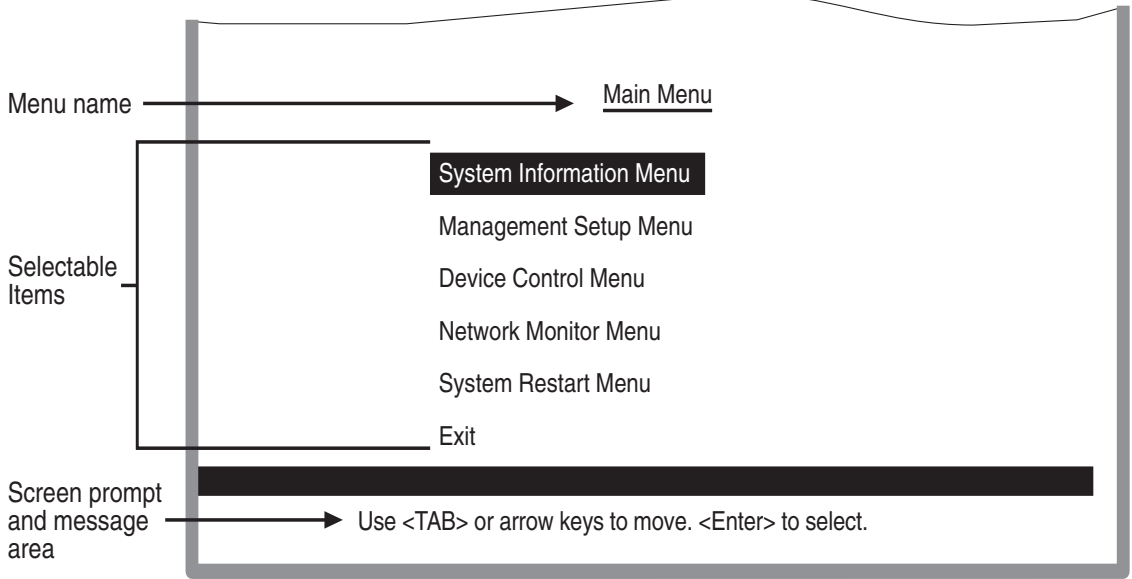 Menu name
Main Menu
Selectable
Items
System Information Menu
Management Setup Menu
Device Control Menu
Network Monitor Menu
System Restart Menu
Exit
Screen prompt
and message
area
Use <TAB> or arrow keys to move. <Enter> to select.